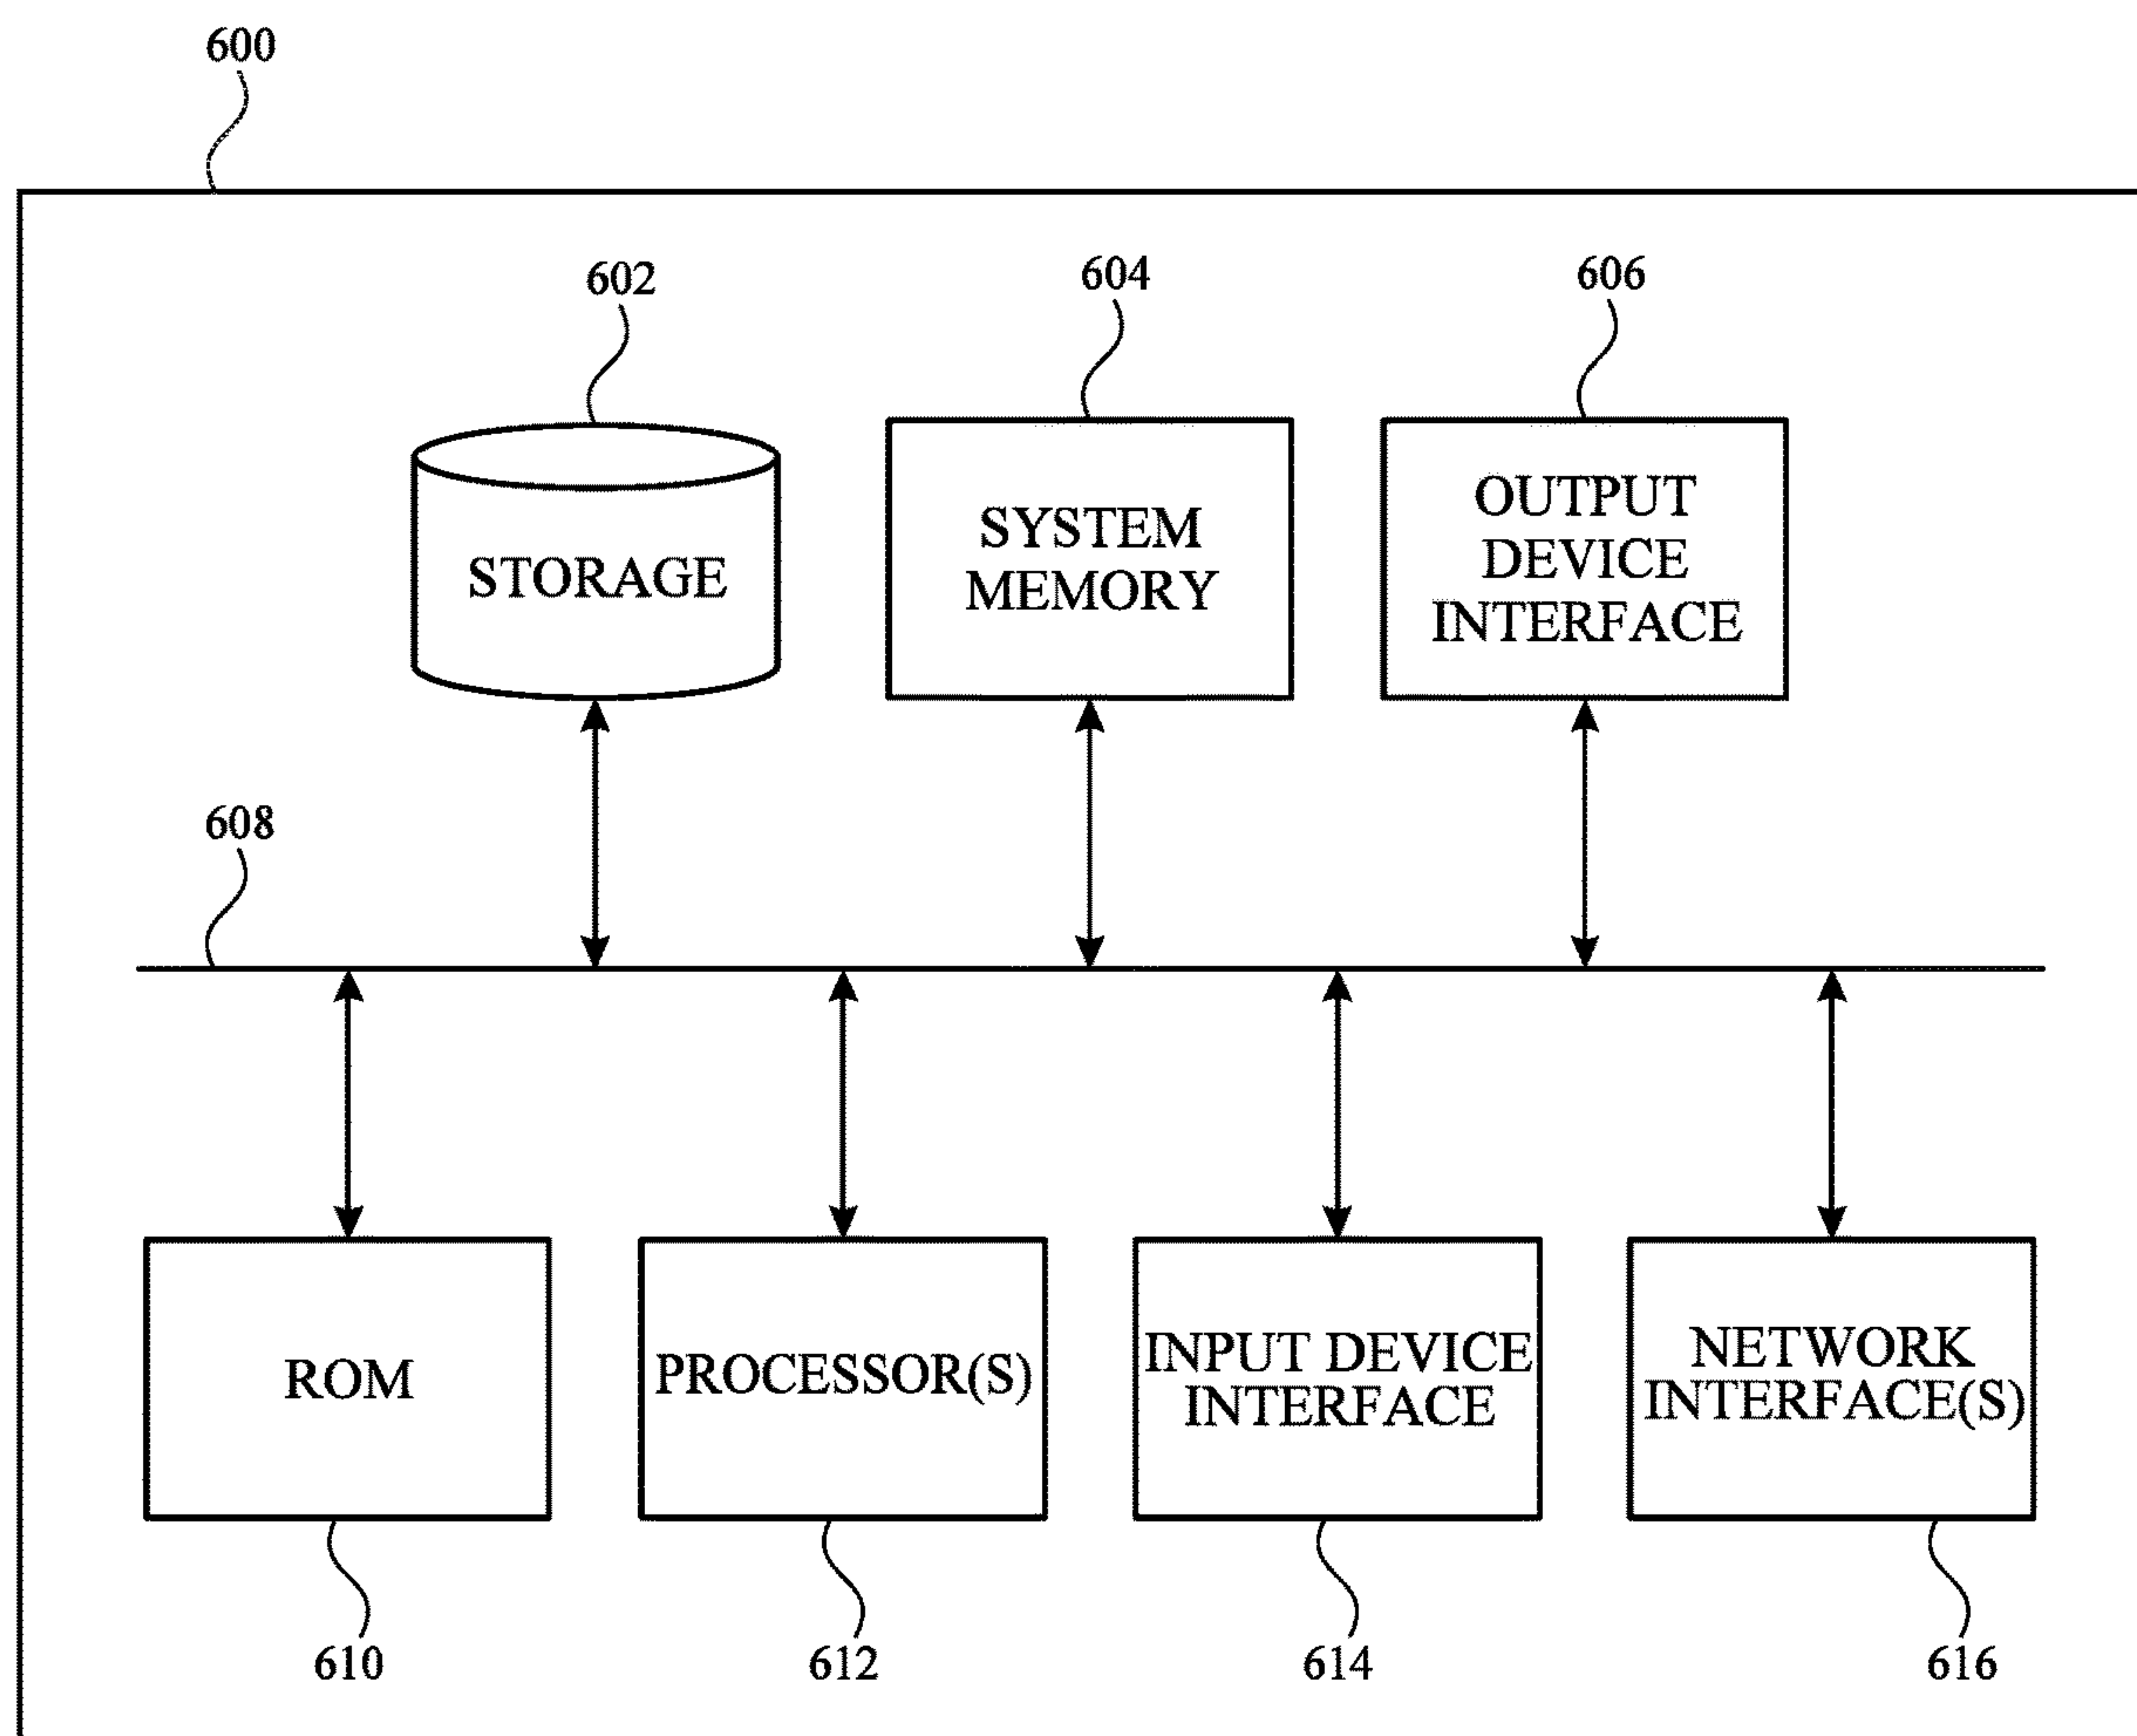 600
602
604
606
STORAGE
SYSTEM
MEMORY
OUTPUT
DEVICE
INTERFACE
608
ROM
PROCESSOR(S)
INPUT DEVICE
INTERFACE
NETWORK
INTERFACE(S)
610
612
614
616